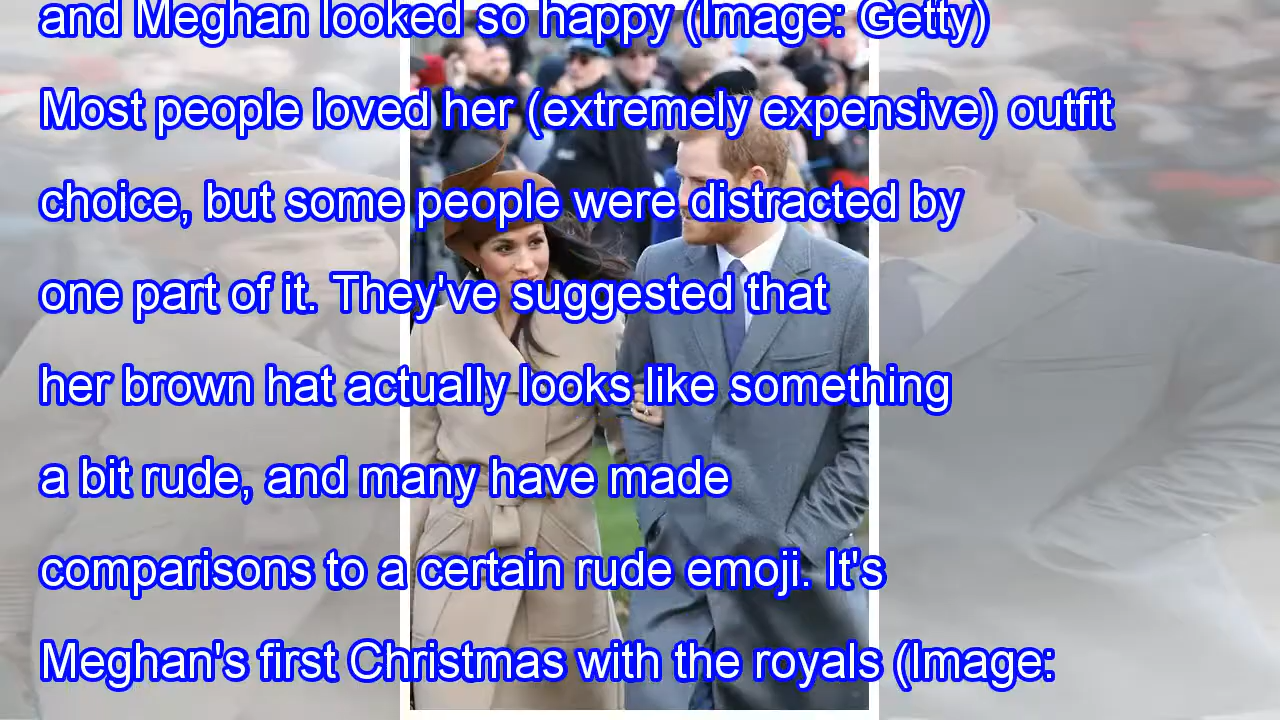 and Meghan looked so happy (Image: Getty)
Most people loved her (extremely expensive) outfit
choice, but some people were distracted by
one part of it. They've suggested that
her brown hat actually looks like something
a bit rude, and many have made
comparisons to a certain rude emoji. It's
Meghan's first Christmas with the royals (Image: